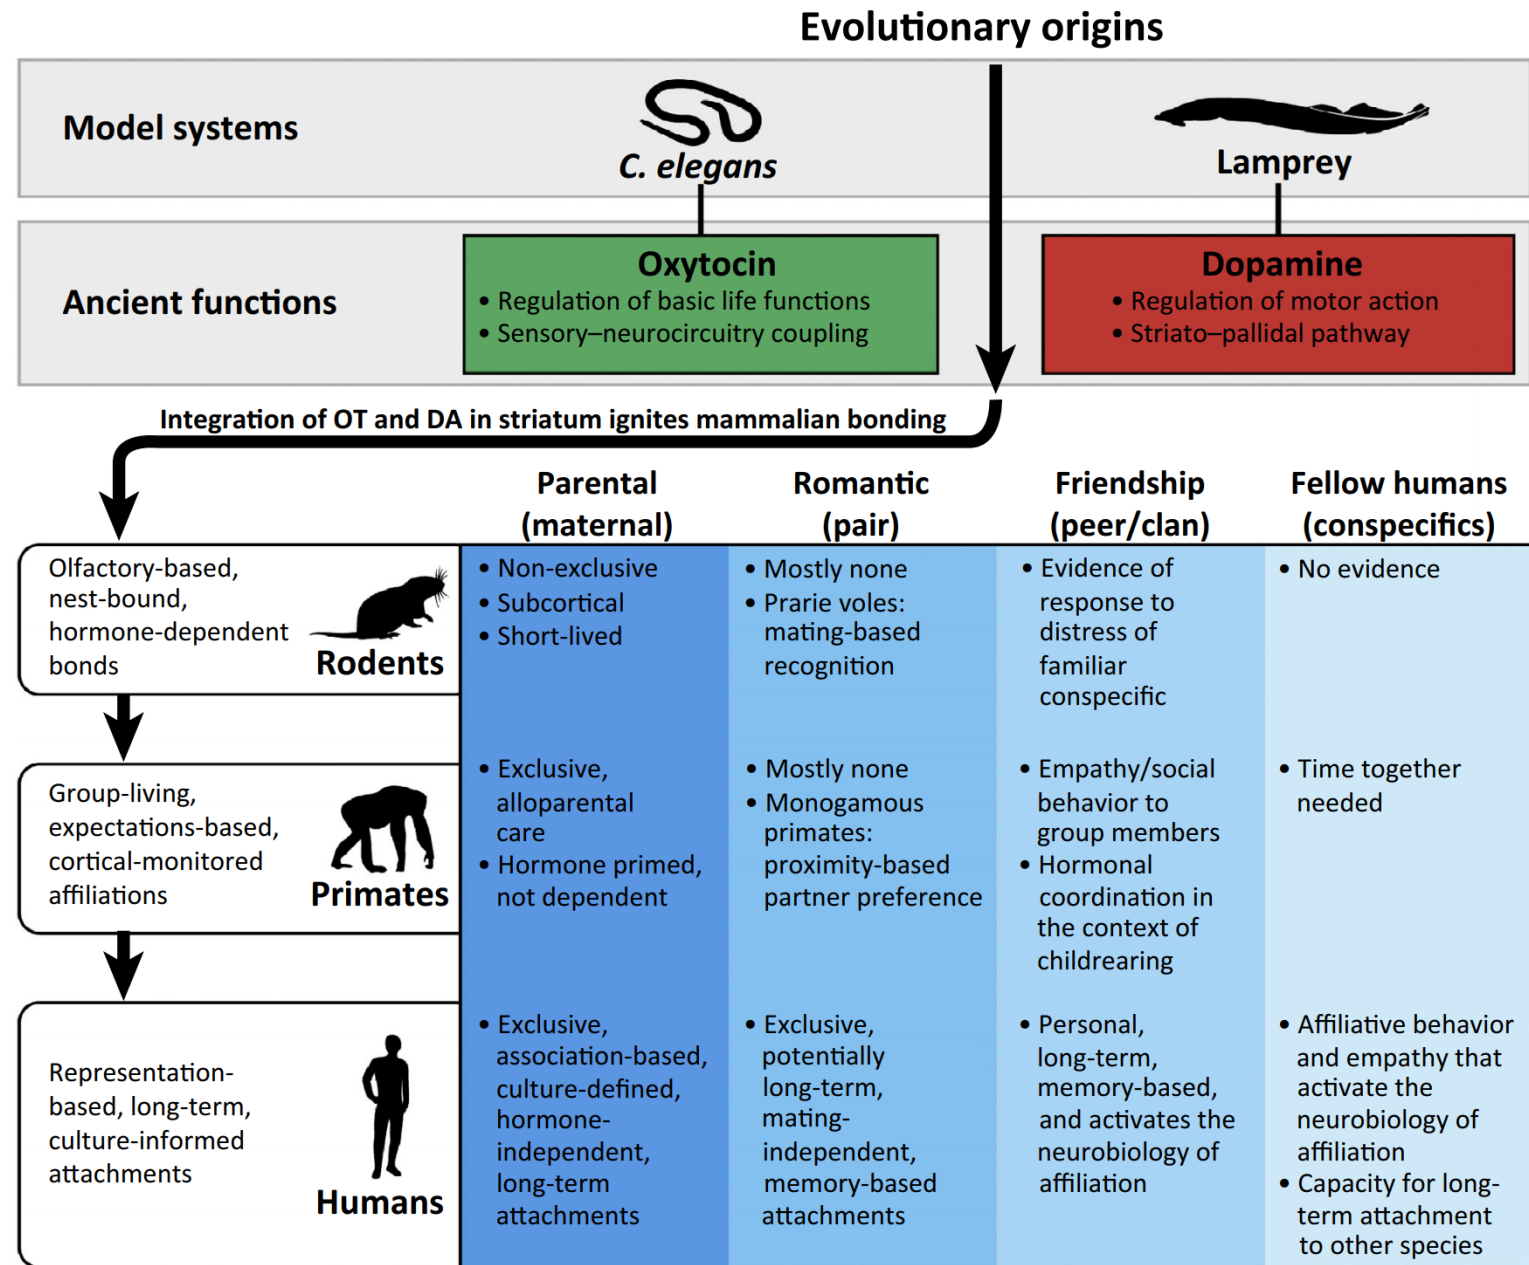 Evolutionary origins
Model systems
C. elegans
Lamprey
Ancient functions
Oxytocin
• Regulation of basic life functions
• Sensory–neurocircuitry coupling
Dopamine
• Regulation of motor action
• Striato–pallidal pathway
Integration of OT and DA in striatum ignites mammalian bonding
Parental
(maternal)
Romantic
(pair)
Friendship
(peer/clan)
Fellow humans
(conspecifics)
Olfactory-based,
nest-bound,
hormone-dependent
bonds
Rodents
• Non-exclusive
• Subcortical
• Short-lived
• Mostly none
• Prarie voles:
mating-based
recognition
• Evidence of
response to
distress of
familiar
conspecific
• No evidence
Group-living,
expectations-based,
cortical-monitored
affiliations
Primates
• Exclusive,
alloparental
care
• Hormone primed,
not dependent
• Mostly none
• Monogamous
primates:
proximity-based
partner preference
• Empathy/social
behavior to
group members
• Hormonal
coordination in
the context of
childrearing
• Time together
needed
Representation-
based, long-term,
culture-informed
attachments
Humans
• Exclusive,
association-based,
culture-defined,
hormone-
independent,
long-term
attachments
• Exclusive,
potentially
long-term,
mating-
independent,
memory-based
attachments
• Personal,
long-term,
memory-based,
and activates the
neurobiology of
affiliation
• Affiliative behavior
and empathy that
activate the
neurobiology of
affiliation
• Capacity for long-
term attachment
to other species